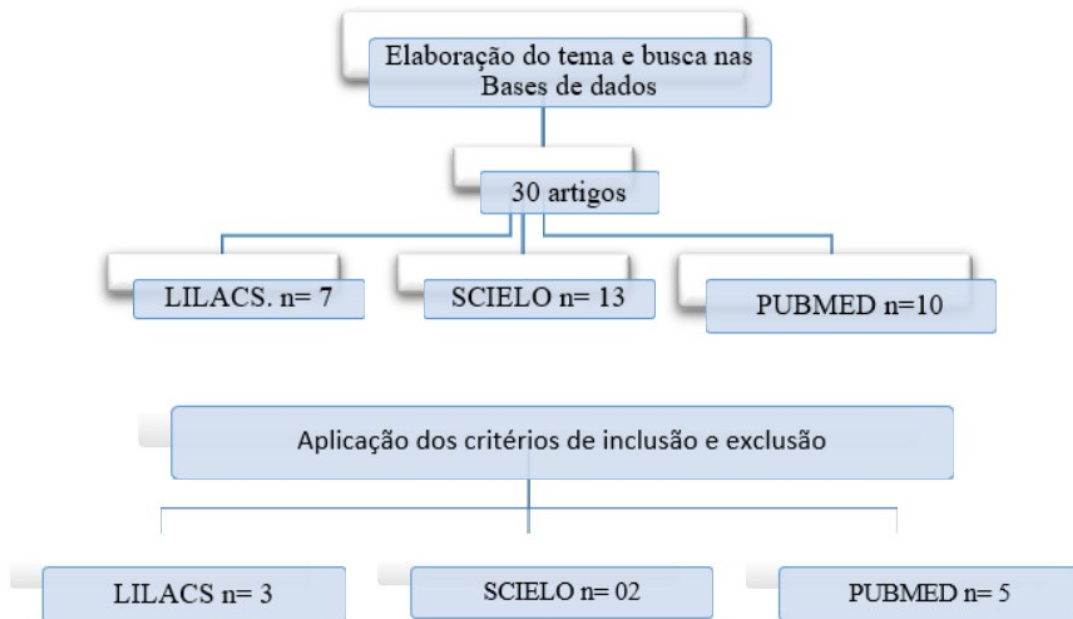 Elaboração do tema e busca nas
Bases de dados
30 artigos
LILACS. n= 7
SCIELO n= 13
PUBMED n=10
Aplicação dos critérios de inclusão e exclusão
LILACS n= 3
SCIELO n= 02
PUBMED n= 5